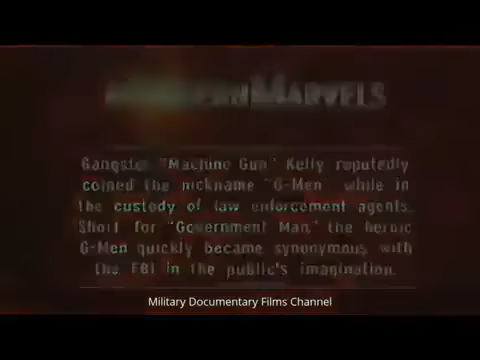 MODERN MARVELS
Gangster "Machine Gun" Kelly reputedly
coined the nickname "G-Men" while in
the custody of law enforcement agents.
Short for "Government Man," the heroic
G-Men quickly became synonymous with
the FBI in the public's imagination.
Military Documentary Films Channel